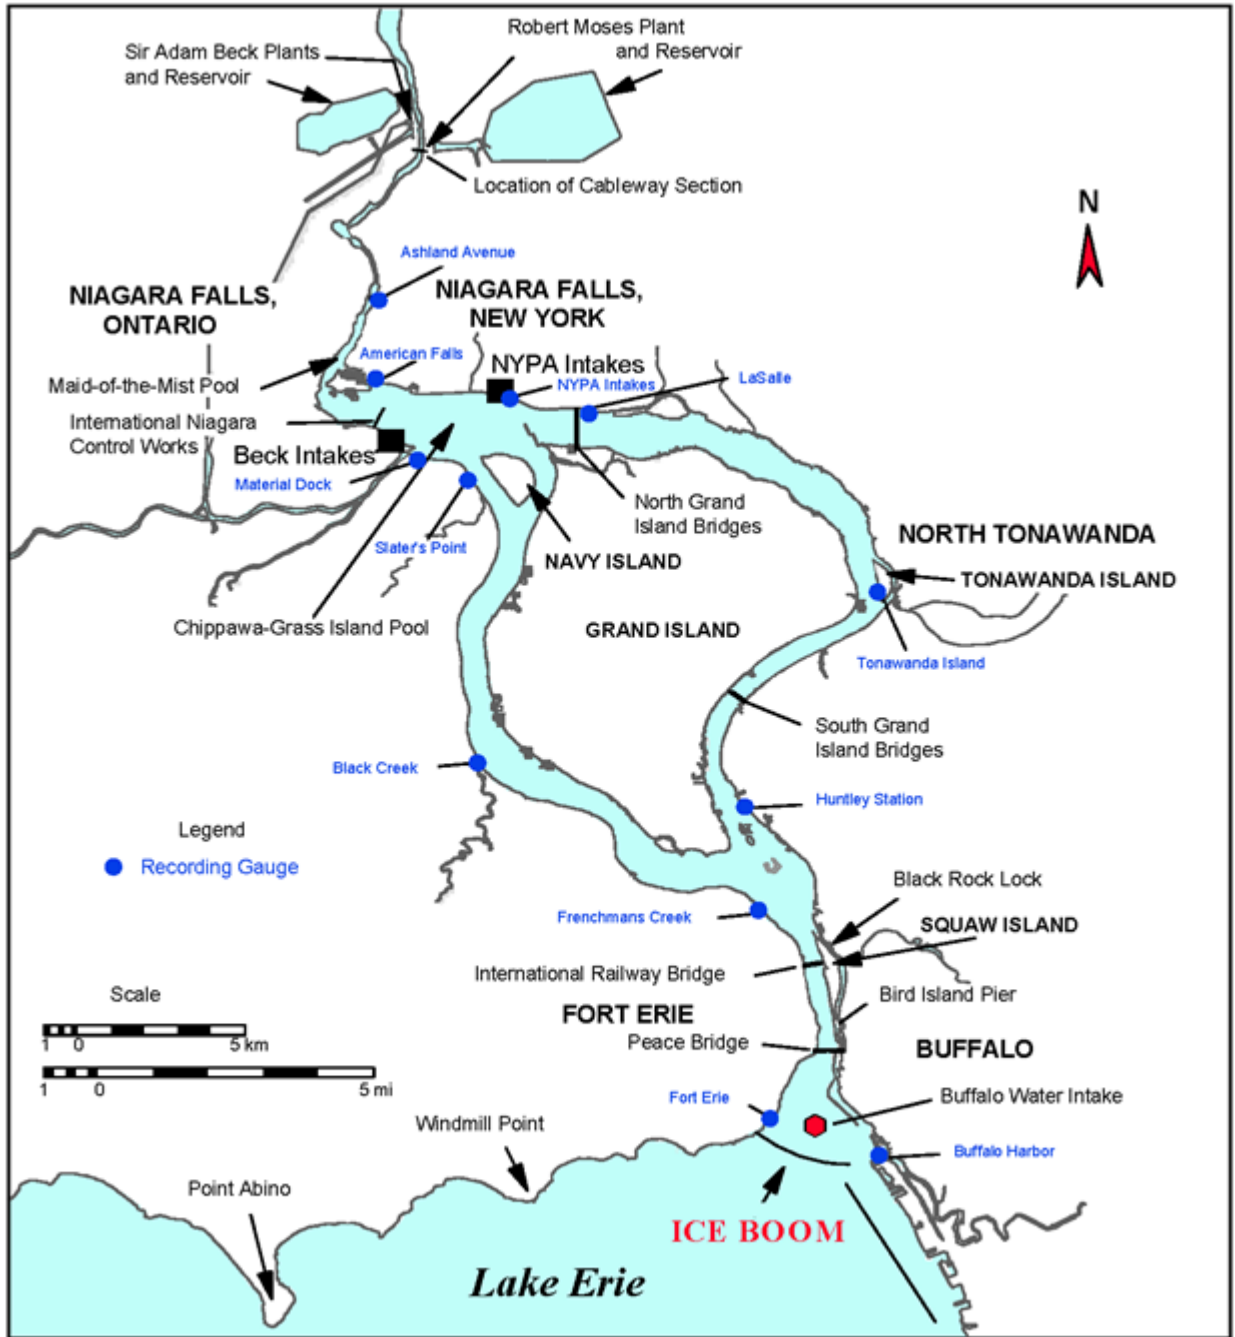 Robert Moses Plant
and Reservoir
Sir Adam Beck Plants
and Reservoir
Location of Cableway Section
N
Ashland Avenue
NIAGARA FALLS,
ONTARIO
NIAGARA FALLS,
NEW YORK
American Falls
NYPA Intakes
NYPA Intakes
LaSalle
Maid-of-the-Mist Pool
International Niagara
Control Works
Beck Intakes
Material Dock
North Grand
Island Bridges
Slater's Point
NAVY ISLAND
NORTH TONAWANDA
TONAWANDA ISLAND
Chippawa-Grass Island Pool
GRAND ISLAND
Tonawanda Island
South Grand
Island Bridges
Black Creek
Huntley Station
Legend
Recording Gauge
Black Rock Lock
Frenchmans Creek
SQUAW ISLAND
International Railway Bridge
Scale
Bird Island Pier
FORT ERIE
1 0 5 km
Peace Bridge
BUFFALO
1 0 5 mi
Fort Erie
Buffalo Water Intake
Windmill Point
Buffalo Harbor
Point Abino
ICE BOOM
Lake Erie